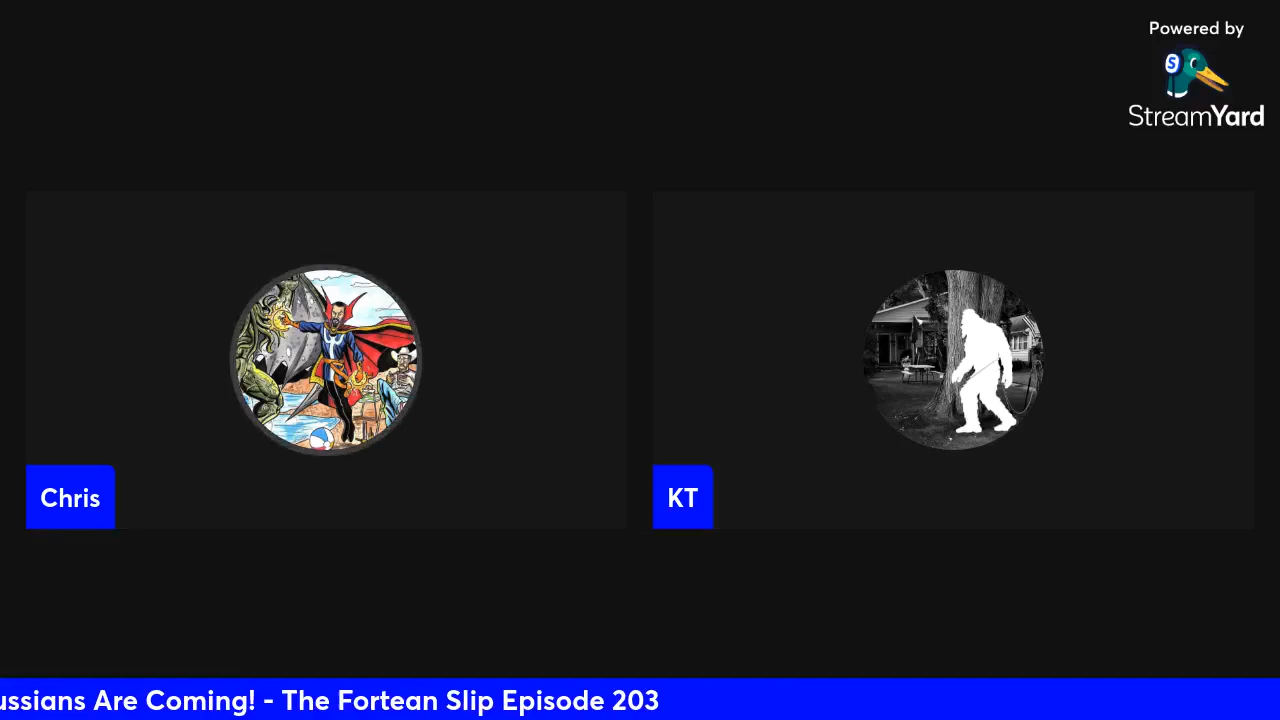 Powered by
S
StreamYard
Chris
KT
ussians Are Coming! - The Fortean Slip Episode 203